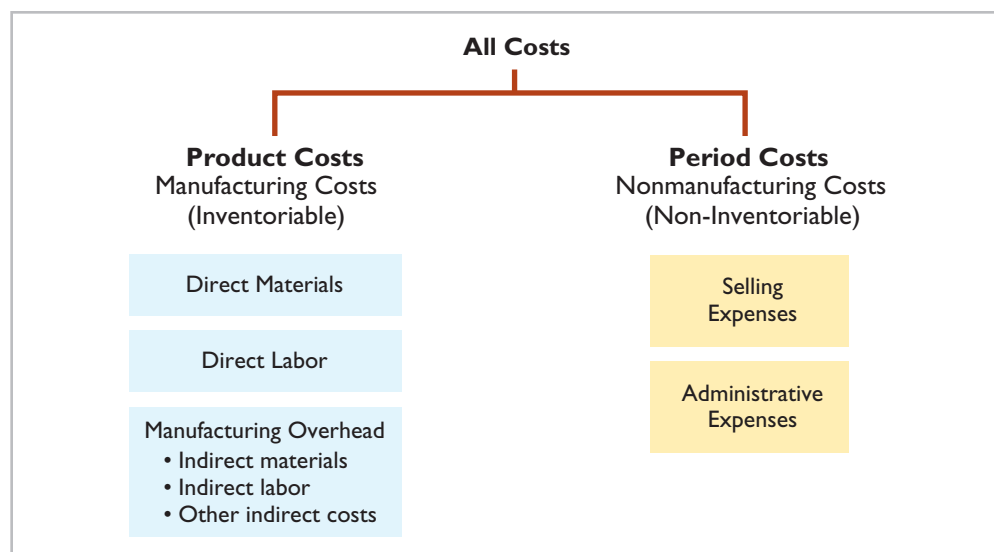 All Costs
Product Costs
Manufacturing Costs
(Inventoriable)
Direct Materials
Direct Labor
Manufacturing Overhead
• Indirect materials
• Indirect labor
• Other indirect costs
Period Costs
Nonmanufacturing Costs
(Non-Inventoriable)
Selling
Expenses
Administrative
Expenses